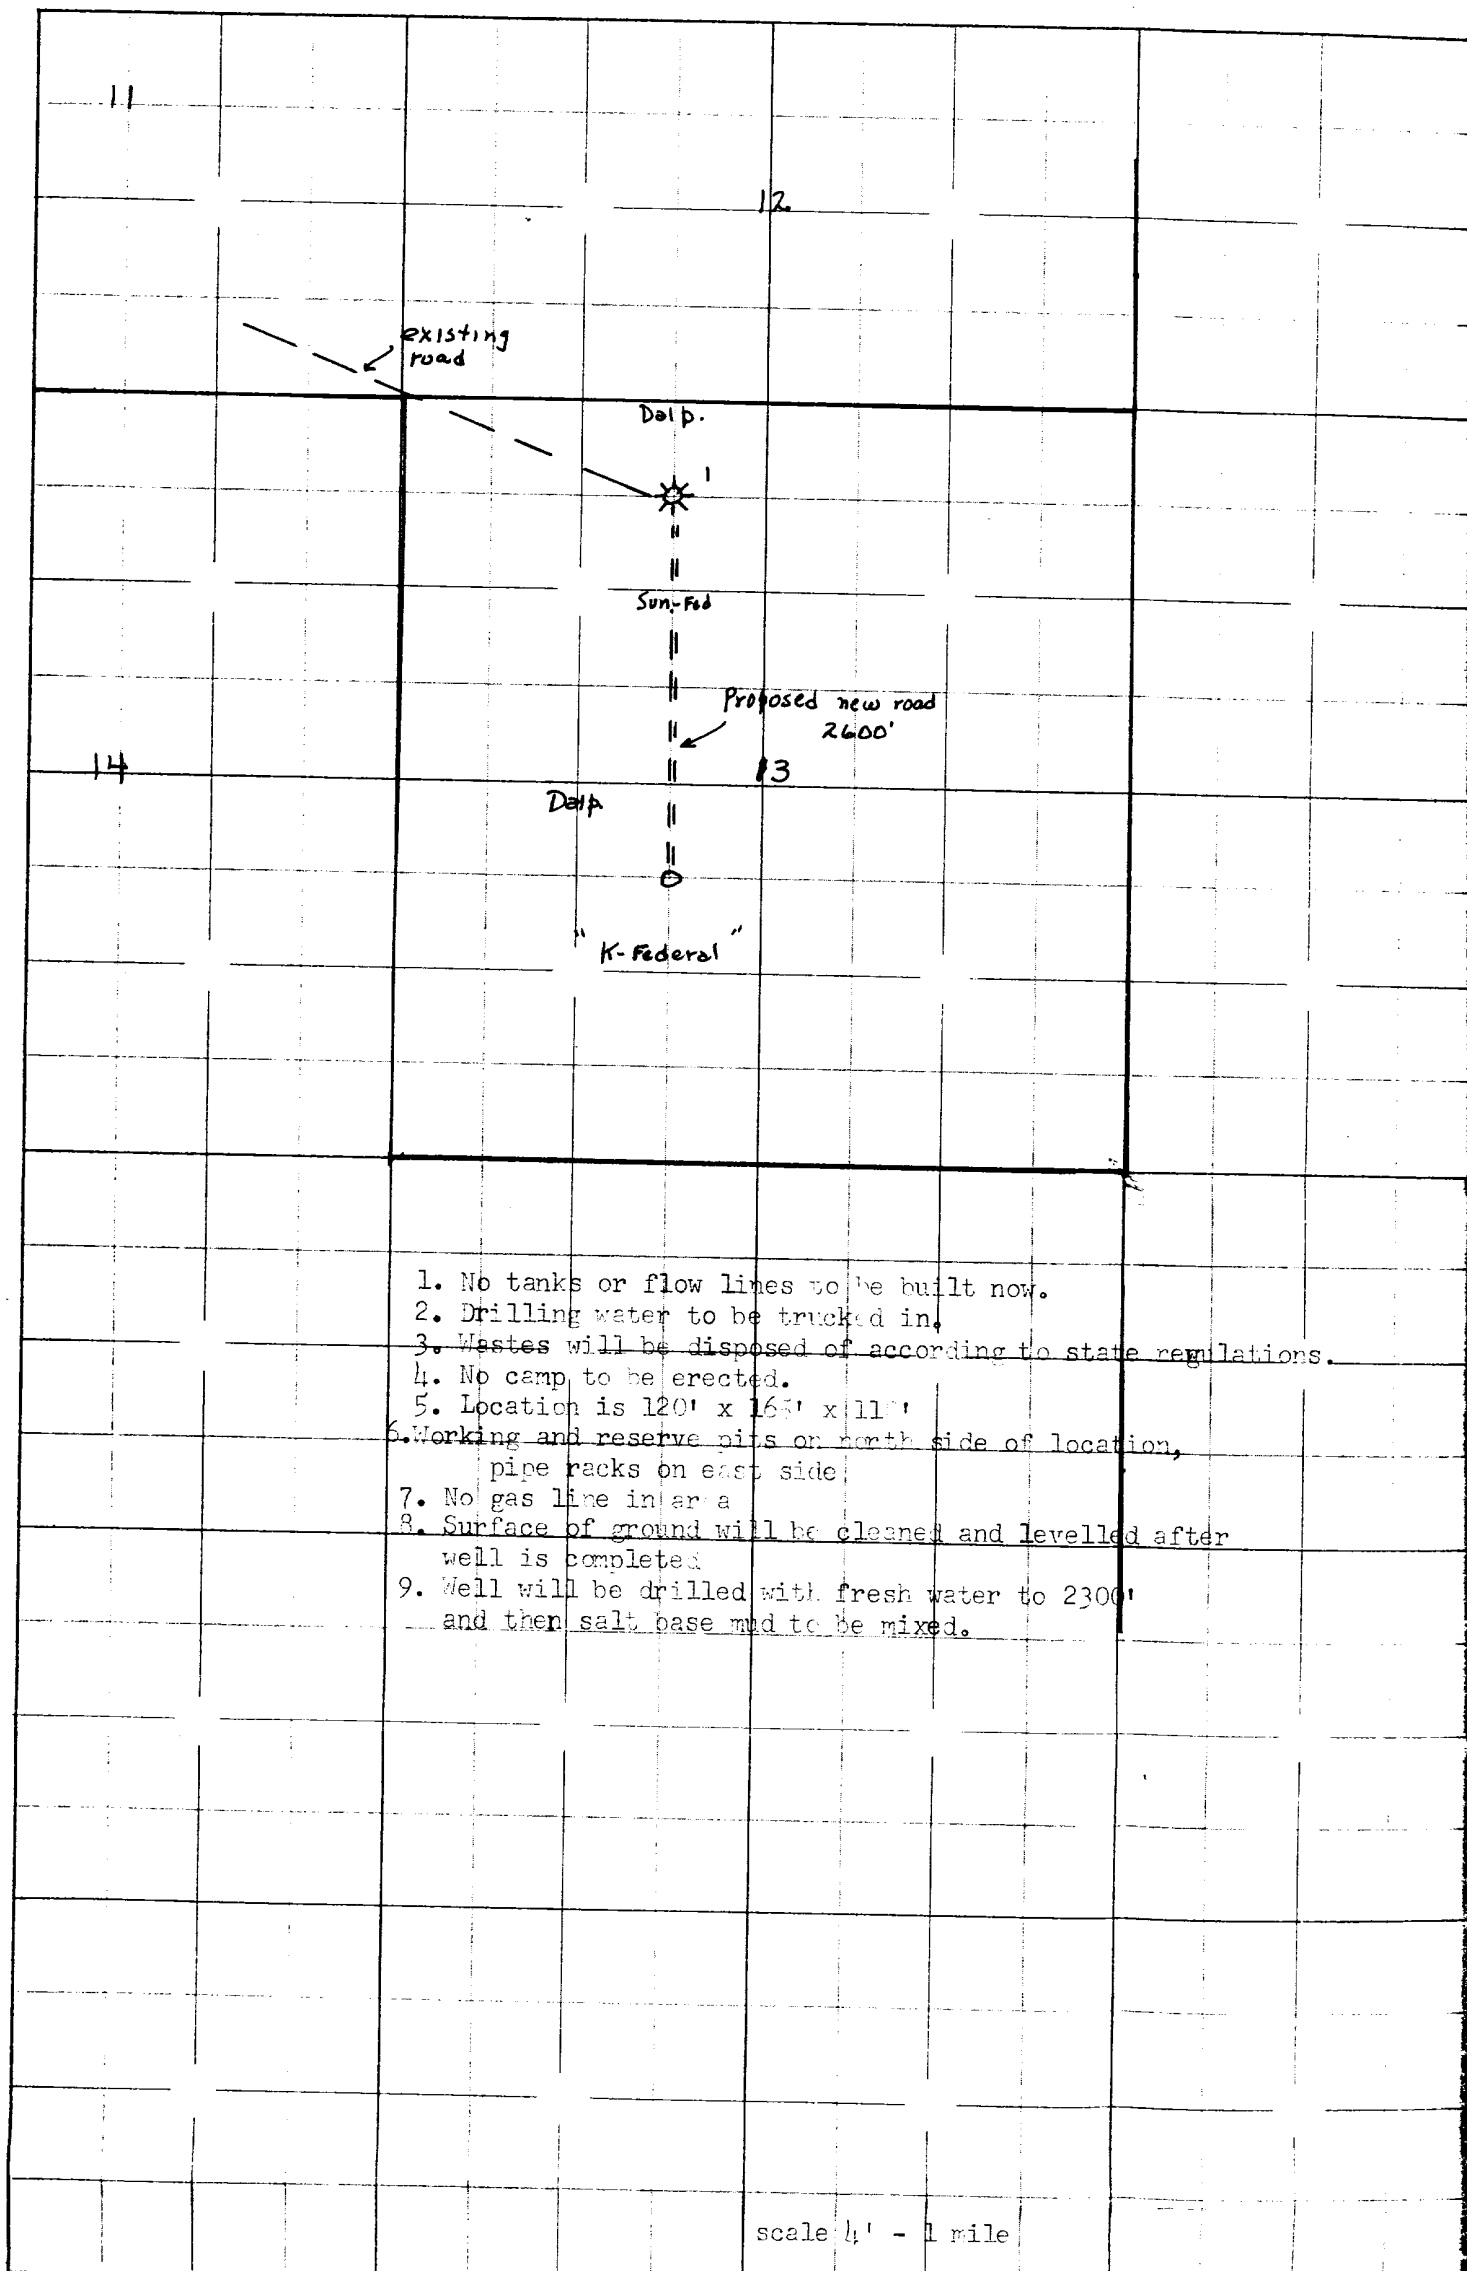 11
12
existing
road
Dalp.
1
Sun-Fed
Proposed new road
2600'
14
13
Dalp.
" K-Federal "
1. No tanks or flow lines to be built now.
2. Drilling water to be trucked in.
3. Wastes will be disposed of according to state regulations.
4. No camp to be erected.
5. Location is 120' x x
6.Working and reserve pits on north side of location,
pipe racks on east side
7. No gas line in area
8. Surface of ground will be cleaned and levelled after
well is completed
9. Well will be drilled with fresh water to 2300'
and then salt base mud to be mixed.
scale 4' - 1 mile